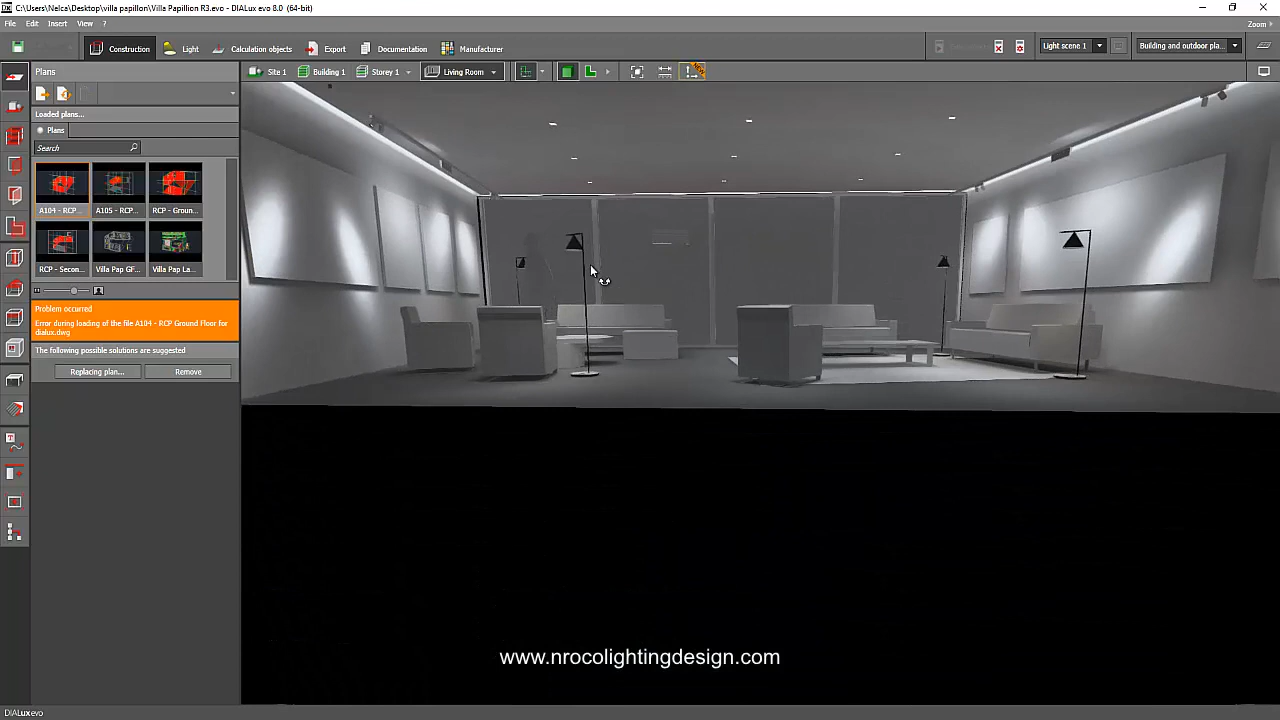 C:\Users\Nelca\Desktop\villa papillon\Villa Papillion R3.evo - DIALux evo 8.0 (64-bit)
File Edit Insert View ?
Zoom
Construction Light Calculation objects Export Documentation Manufacturer
Light scene 1
Building and outdoor pla...
Plans
Site 1 Building 1 Storey 1 Living Room
Loaded plans...
Plans
Search
A104 - RCP... A105 - RCP... RCP - Groun...
RCP - Secon... Villa Pap GF... Villa Pap La...
Problem occurred
Error during loading of the file A104 - RCP Ground Floor for
dialux.dwg
The following possible solutions are suggested
Replacing plan... Remove
www.nrocolightingdesign.com
DIALux evo